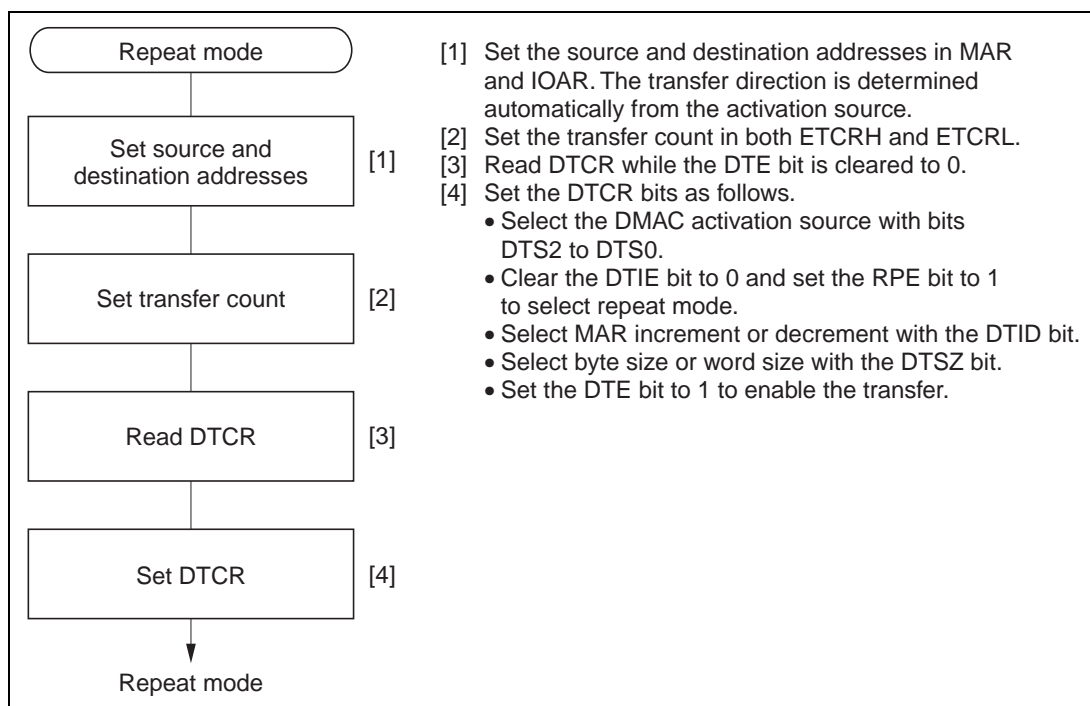 Repeat mode
Set source and
destination addresses
[1]
Set transfer count
[2]
Read DTCR
[3]
Set DTCR
[4]
Repeat mode
[1] Set the source and destination addresses in MAR
and IOAR. The transfer direction is determined
automatically from the activation source.
[2] Set the transfer count in both ETCRH and ETCRL.
[3] Read DTCR while the DTE bit is cleared to 0.
[4] Set the DTCR bits as follows.
• Select the DMAC activation source with bits
DTS2 to DTS0.
• Clear the DTIE bit to 0 and set the RPE bit to 1
to select repeat mode.
• Select MAR increment or decrement with the DTID bit.
• Select byte size or word size with the DTSZ bit.
• Set the DTE bit to 1 to enable the transfer.